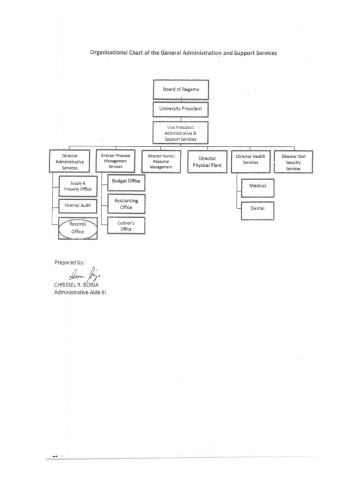 Organizational Chart of the General Administration and Support Services
Board of Regents
University President
Vice President
Administrative &
Support Services
Director
Administrative
Services
Director Finance
Management
Services
Director Human
Resource
Management
Director
Physical Plant
Director Health
Services
Director Civil
Security
Services
Supply &
Property Office
Internal Audit
Records
Office
Budget Office
Accounting
Office
Cashier's
Office
Medical
Dental
Prepared by:
CHRISSEL R. BORJA
Administrative Aide III